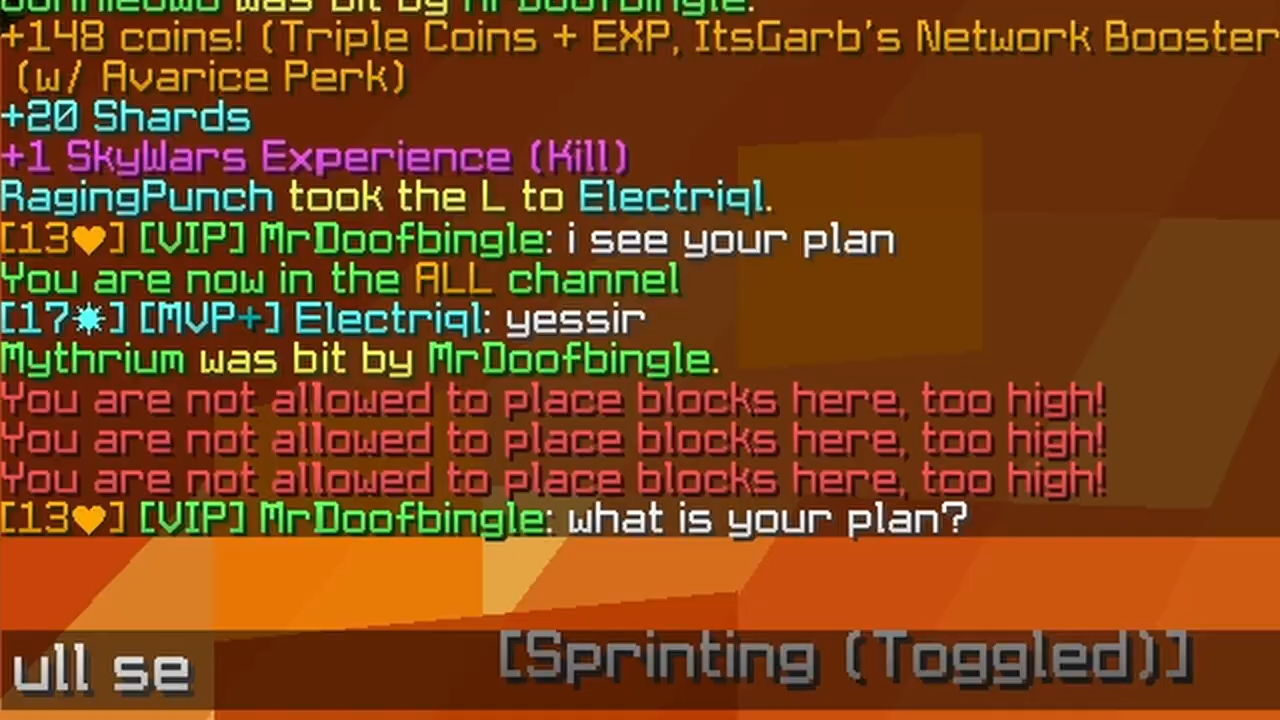 was bit by MrDoofbingle.
+148 coins! (Triple Coins + EXP, ItsGarb's Network Booster
(w/ Avarice Perk)
+20 Shards
+1 SkyWars Experience (Kill)
RagingPunch took the L to Electriql.
[13♥] [VIP] MrDoofbingle: i see your plan
You are now in the ALL channel
[17✹] [MVP+] Electriql: yessir
Mythrium was bit by MrDoofbingle.
You are not allowed to place blocks here, too high!
You are not allowed to place blocks here, too high!
You are not allowed to place blocks here, too high!
[13♥] [VIP] MrDoofbingle: what is your plan?
[Sprinting (Toggled)]
ull se